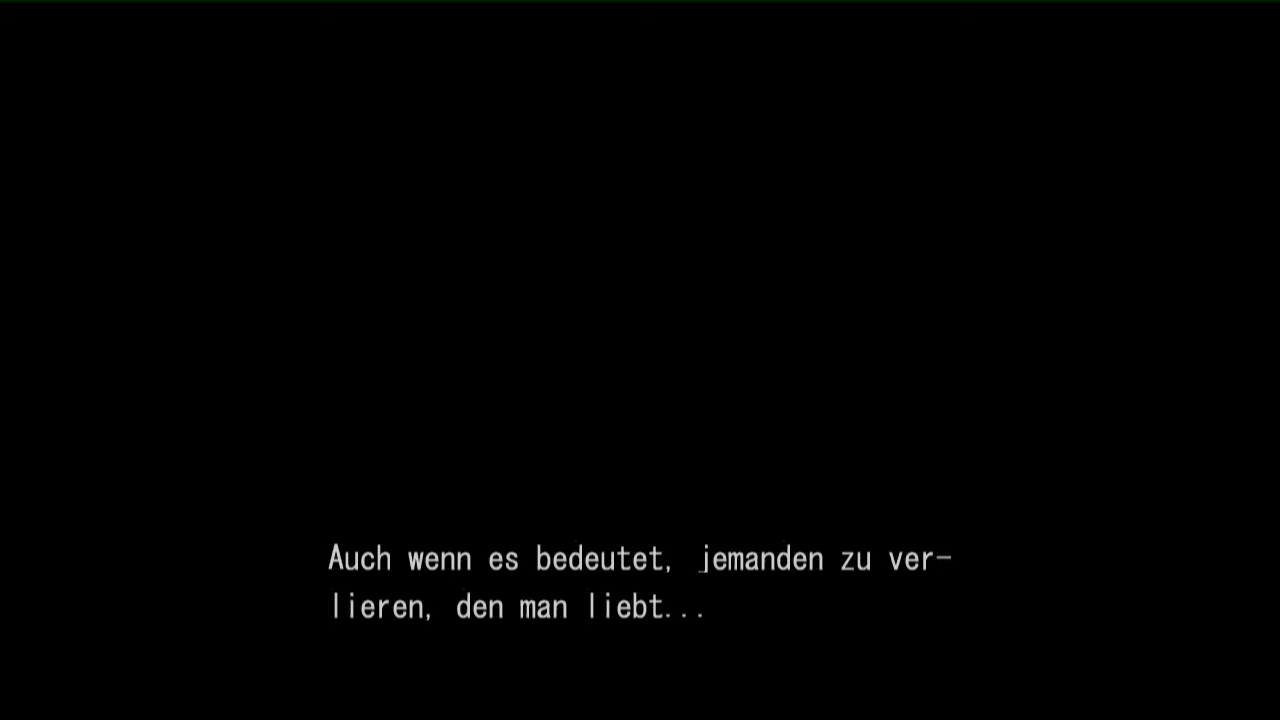 Auch wenn es bedeutet, jemanden zu ver-
lieren, den man liebt...